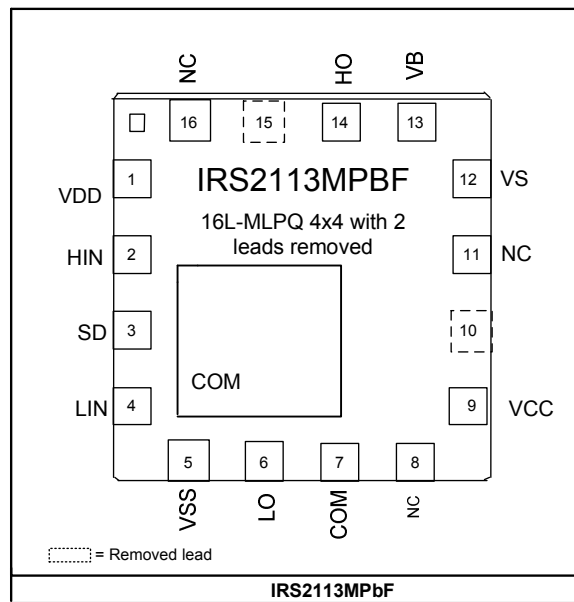 NC
HO
VB
16
15
14
13
1
VDD
IRS2113MPBF
12
VS
16L-MLPQ 4x4 with 2
leads removed
2
HIN
11
NC
3
SD
10
COM
4
LIN
9
VCC
5
6
7
8
VSS
LO
COM
NC
= Removed lead
IRS2113MPbF